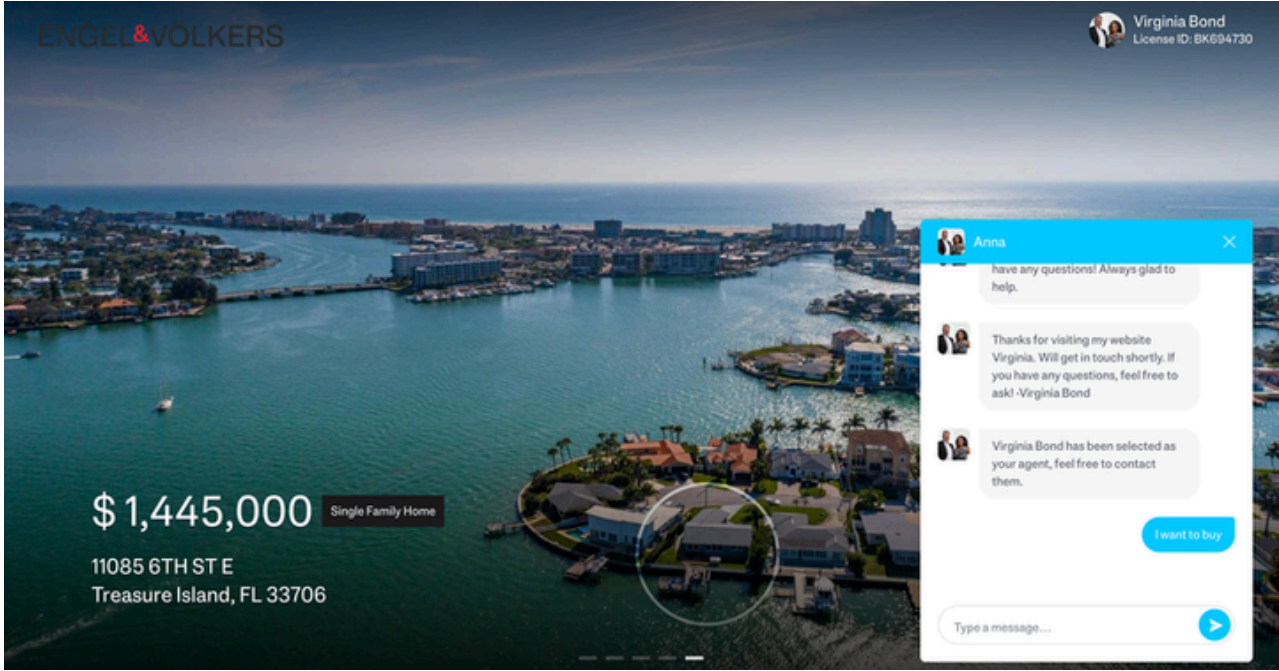 ENGEL&VÖLKERS
Virginia Bond
License ID: BK694730
Anna
have any questions! Always glad to
help.
Thanks for visiting my website
Virginia. Will get in touch shortly. If
you have any questions, feel free to
ask! -Virginia Bond
Virginia Bond has been selected as
your agent, feel free to contact
them.
I want to buy
Type a message...
$ 1,445,000
Single Family Home
11085 6TH ST E
Treasure Island, FL 33706